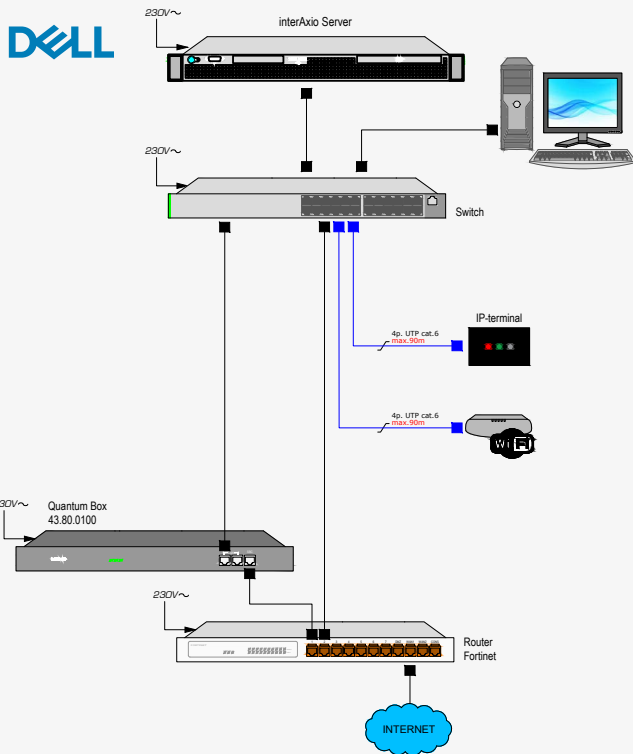 230V~
interAxio Server
DELL
230V~
Switch
IP-terminal
4p. UTP cat.6
max.90m
4p. UTP cat.6
max.90m
WiFi
30V~
Quantum Box
43.80.0100
230V~
Router
Fortinet
INTERNET